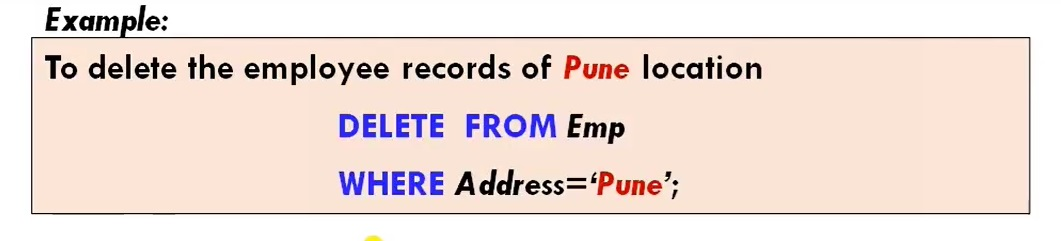 Example:
To delete the employee records of Pune location
DELETE FROM Emp
WHERE Address=‘Pune’;